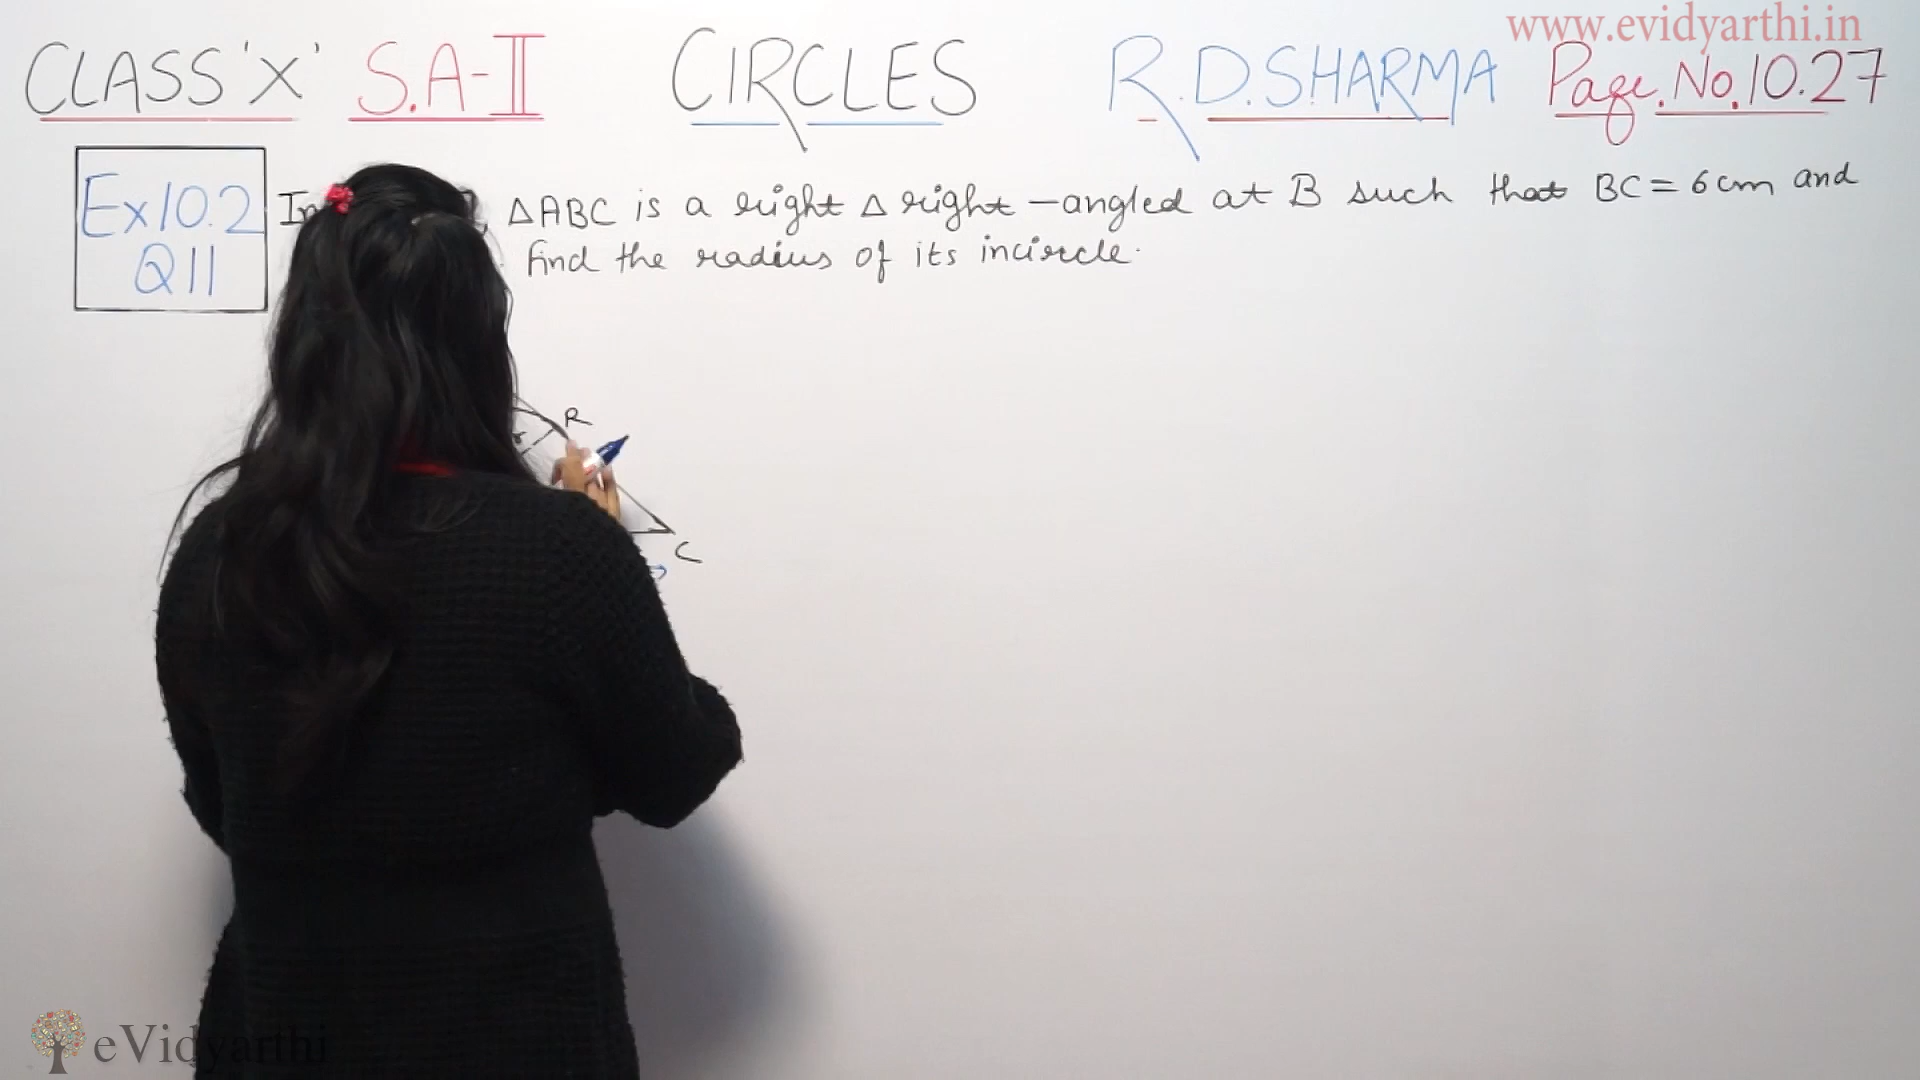 www.evidyarthi.in
CLASS 'X' S.A-II CIRCLES R.D.SHARMA Page.No.10.27
Ex10.2
Q11
In ΔABC is a right Δ right-angled at B such that BC = 6cm and
find the radius of its incircle.
R
r
C
eVidyarthi